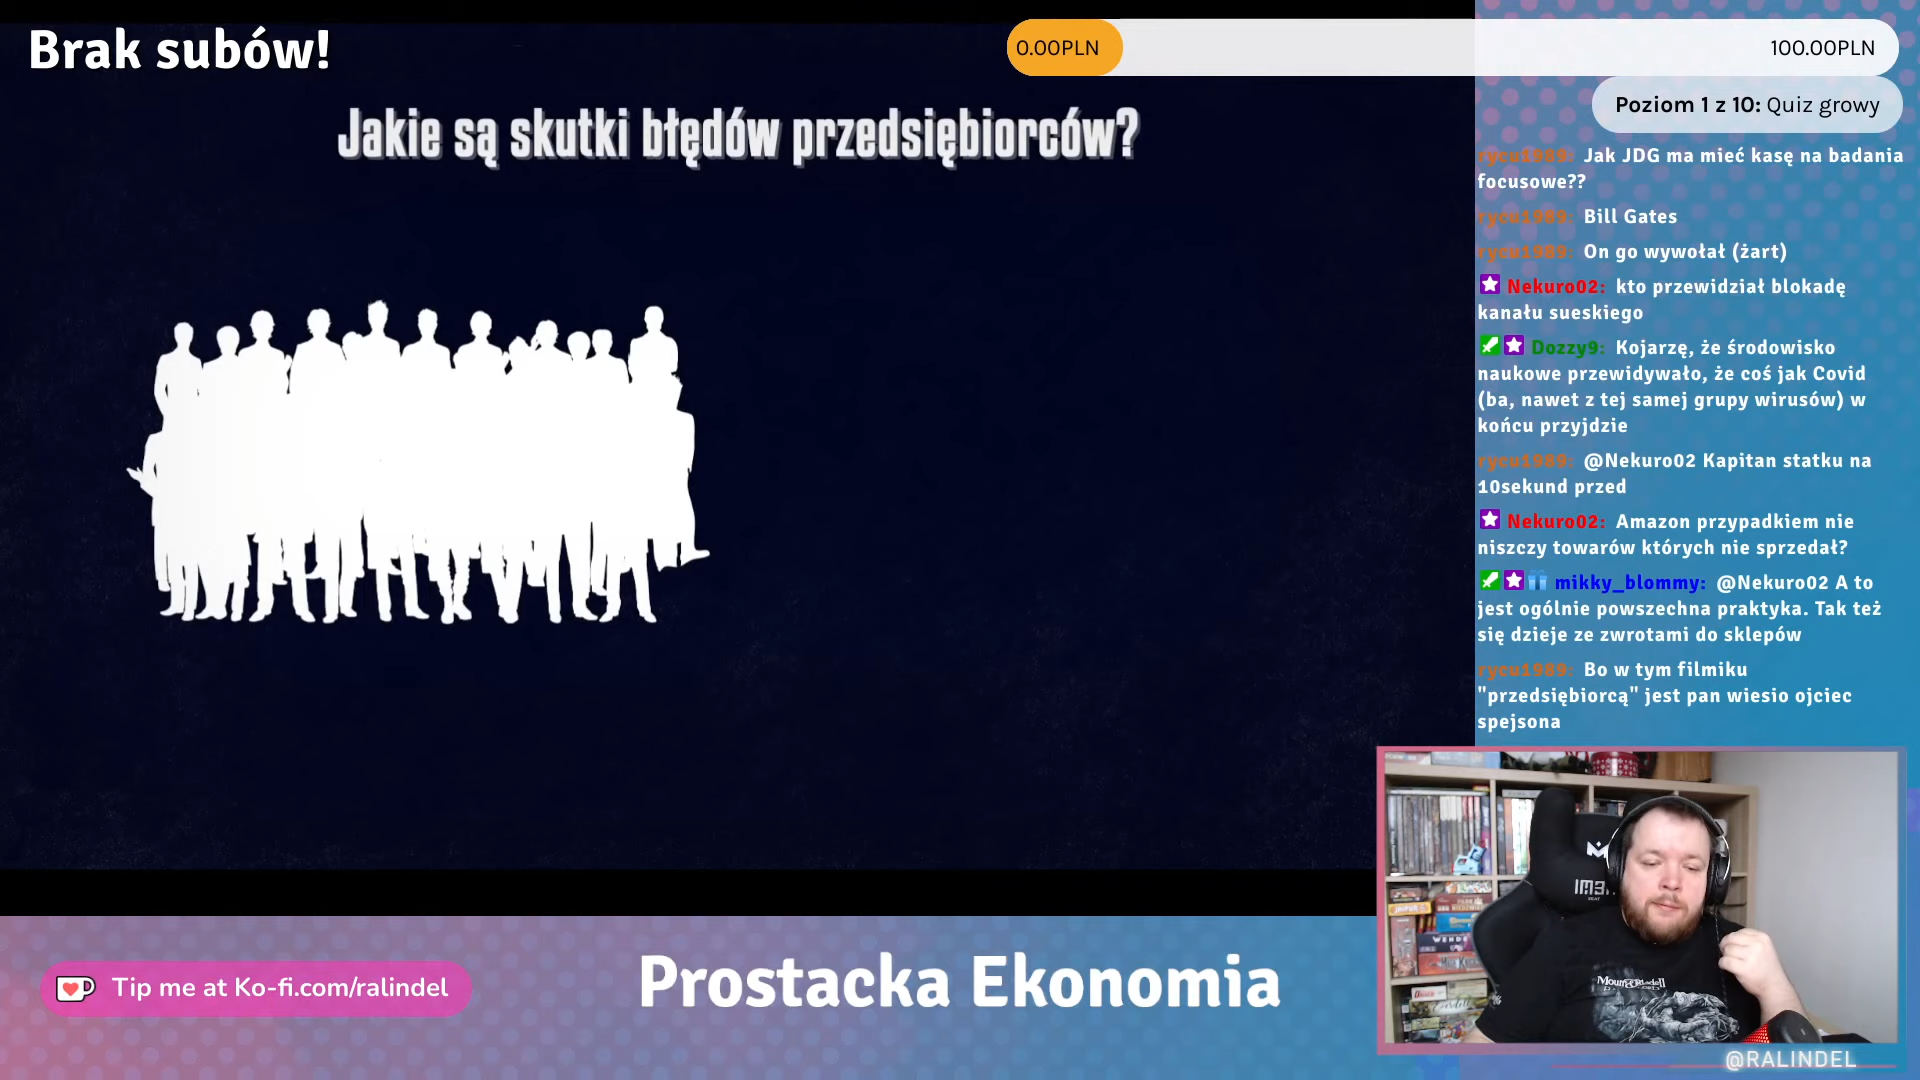 Brak subów!
0.00PLN
100.00PLN
Poziom 1 z 10: Quiz growy
Jakie są skutki błędów przedsiębiorców?
rycu1989: Jak JDG ma mieć kasę na badania
focusowe??
rycu1989: Bill Gates
rycu1989: On go wywołał (żart)
Nekuro02: kto przewidział blokadę
kanału sueskiego
Dozzy9: Kojarzę, że środowisko
naukowe przewidywało, że coś jak Covid
(ba, nawet z tej samej grupy wirusów) w
końcu przyjdzie
rycu1989: @Nekuro02 Kapitan statku na
10sekund przed
Nekuro02: Amazon przypadkiem nie
niszczy towarów których nie sprzedał?
mikky_blommy: @Nekuro02 A to
jest ogólnie powszechna praktyka. Tak też
się dzieje ze zwrotami do sklepów
rycu1989: Bo w tym filmiku
"przedsiębiorcą" jest pan wiesio ojciec
spejsona
Tip me at Ko-fi.com/ralindel
Prostacka Ekonomia
@RALINDEL